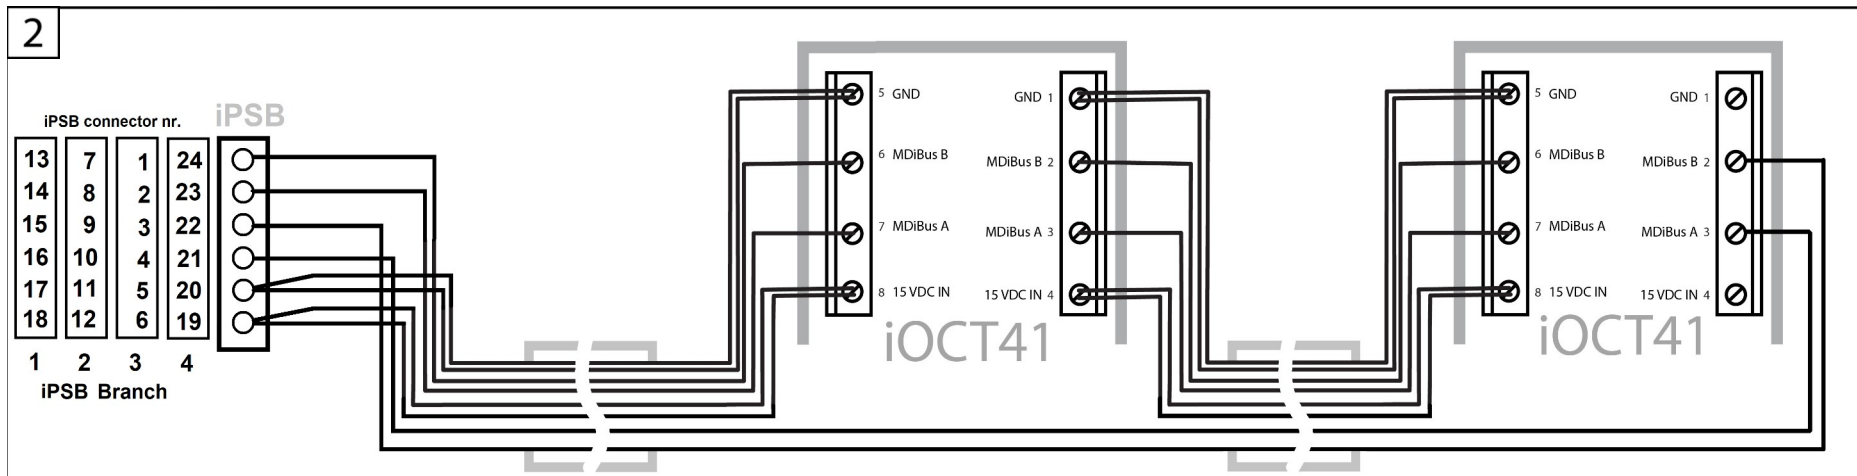 2
iPSB
iPSB connector nr.
13 7 1 24
14 8 2 23
15 9 3 22
16 10 4 21
17 11 5 20
18 12 6 19
1 2 3 4
iPSB Branch
5 GND
6 MDiBus B
7 MDiBus A
8 15 VDC IN
GND 1
MDiBus B 2
MDiBus A 3
15 VDC IN 4
iOCT41
5 GND
6 MDiBus B
7 MDiBus A
8 15 VDC IN
GND 1
MDiBus B 2
MDiBus A 3
15 VDC IN 4
iOCT41